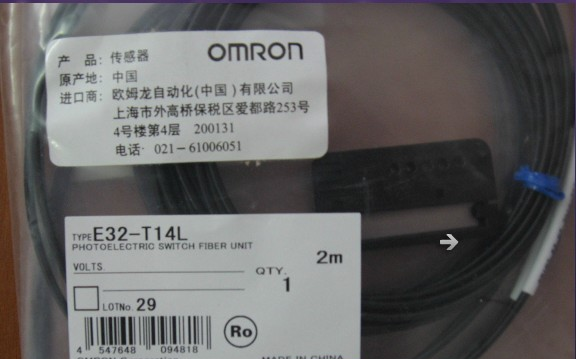 OMRON
产 品: 传感器
原产地: 中国
进口商: 欧姆龙自动化(中国)有限公司
上海市外高桥保税区爱都路253号
4号楼第4层 200131
电话: 021-61006051
TYPE E32-T14L
PHOTOELECTRIC SWITCH FIBER UNIT
2m
VOLTS.
QTY.
1
LOTNo. 29
Ro
4 547648 094818
OMRON Corporation
MADE IN CHINA